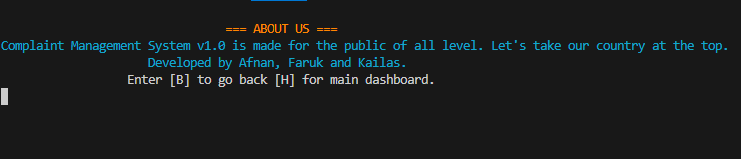 === ABOUT US ===
Complaint Management System v1.0 is made for the public of all level. Let's take our country at the top.
Developed by Afnan, Faruk and Kailas.
Enter [B] to go back [H] for main dashboard.